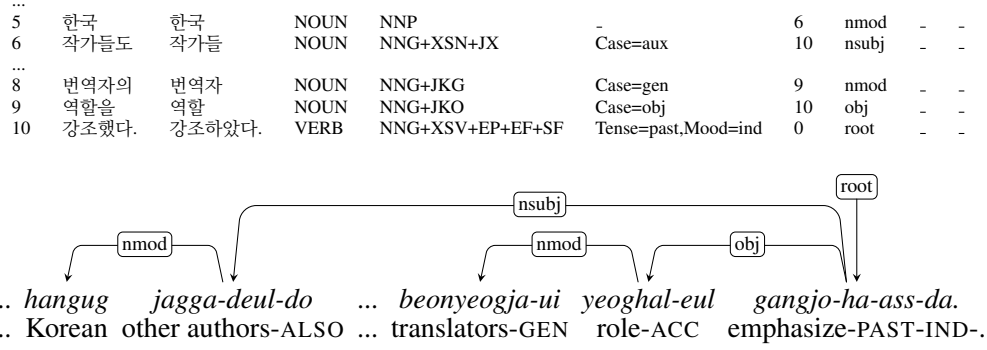 ...
5 한국 한국 NOUN NNP _ 6 nmod _ _
6 작가들도 작가들 NOUN NNG+XSN+JX Case=aux 10 nsubj _ _
...
8 번역자의 번역자 NOUN NNG+JKG Case=gen 9 nmod _ _
9 역할을 역할 NOUN NNG+JKO Case=obj 10 obj _ _
10 강조했다. 강조하았다. VERB NNG+XSV+EP+EF+SF Tense=past,Mood=ind 0 root _ _
root
nsubj
nmod nmod obj
.. hangug jagga-deul-do ... beonyeogja-ui yeoghal-eul gangjo-ha-ass-da.
.. Korean other authors-ALSO ... translators-GEN role-ACC emphasize-PAST-IND-.